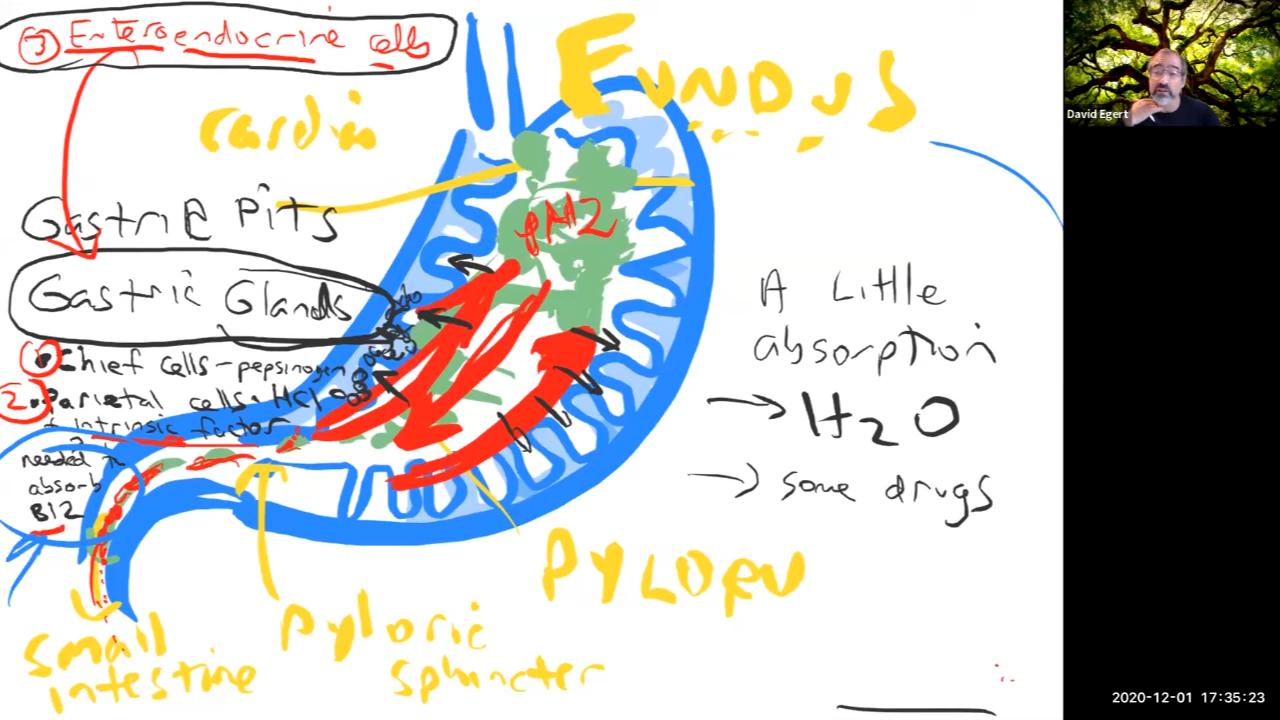 3 Enteroendocrine cells
FUNDUS
cardia
Gastric Pits
pH 2
Gastric Glands
1 Chief cells - pepsinogen
2 Parietal cells • HCl
+ intrinsic factor
needed to
absorb
B12
A Little
absorption
→ H2O
→ some drugs
PYLORU
Pyloric
sphincter
small
intestine
David Egert
2020-12-01 17:35:23